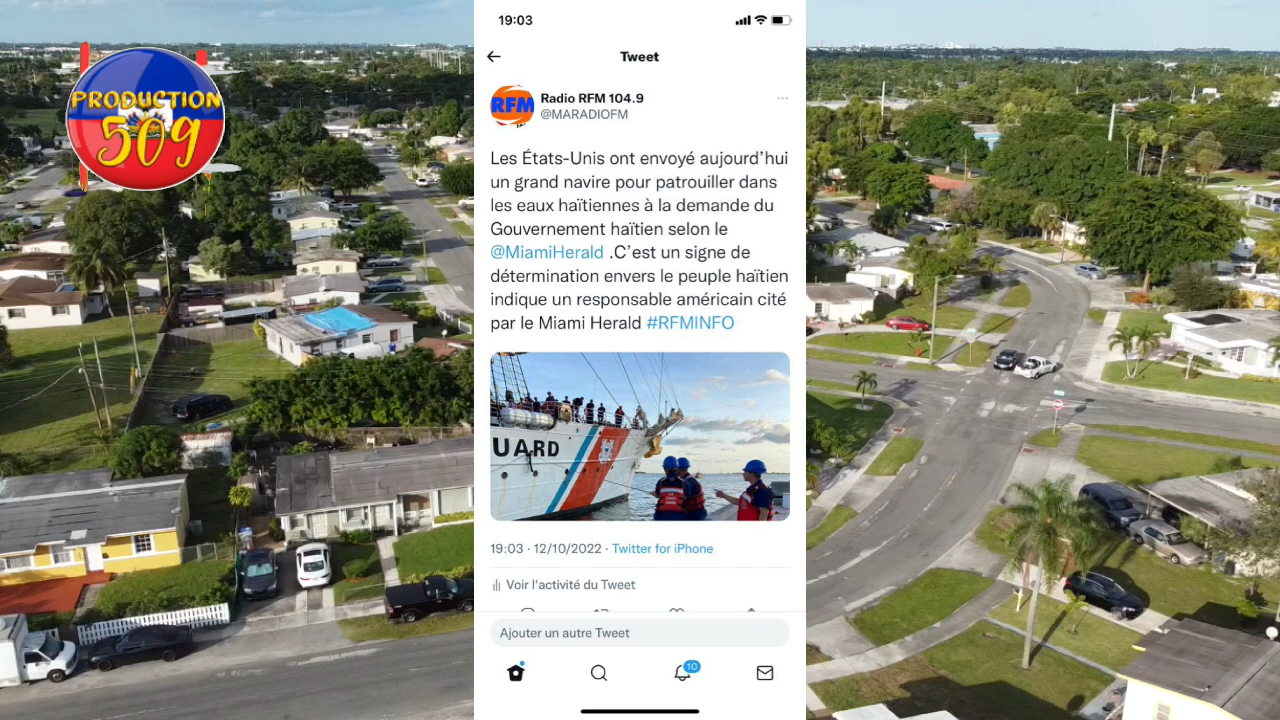 PRODUCTION
509
19:03
Tweet
RFM
Radio RFM 104.9
@MARADIOFM
Les États-Unis ont envoyé aujourd'hui
un grand navire pour patrouiller dans
les eaux haïtiennes à la demande du
Gouvernement haïtien selon le
@MiamiHerald .C'est un signe de
détermination envers le peuple haïtien
indique un responsable américain cité
par le Miami Herald #RFMINFO
UARD
19:03 · 12/10/2022 · Twitter for iPhone
Voir l'activité du Tweet
Ajouter un autre Tweet
10